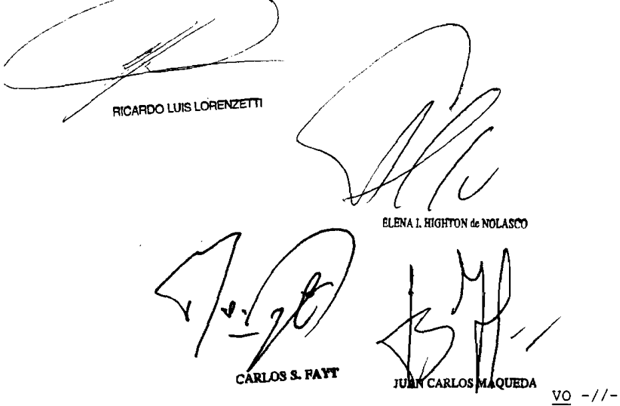 RICARDO LUIS LORENZETTI
ELENA I. HIGHTON de NOLASCO
CARLOS S. FAYT
JUAN CARLOS MAQUEDA
VO -//-